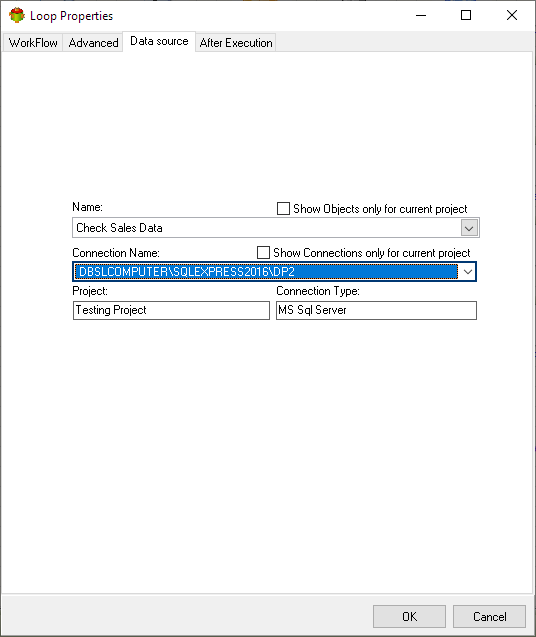 Loop Properties
WorkFlow Advanced Data source After Execution
Name: Show Objects only for current project
Check Sales Data
Connection Name: Show Connections only for current project
DBSLCOMPUTER\SQLEXPRESS2016\DP2
Project: Connection Type:
Testing Project MS Sql Server
OK Cancel